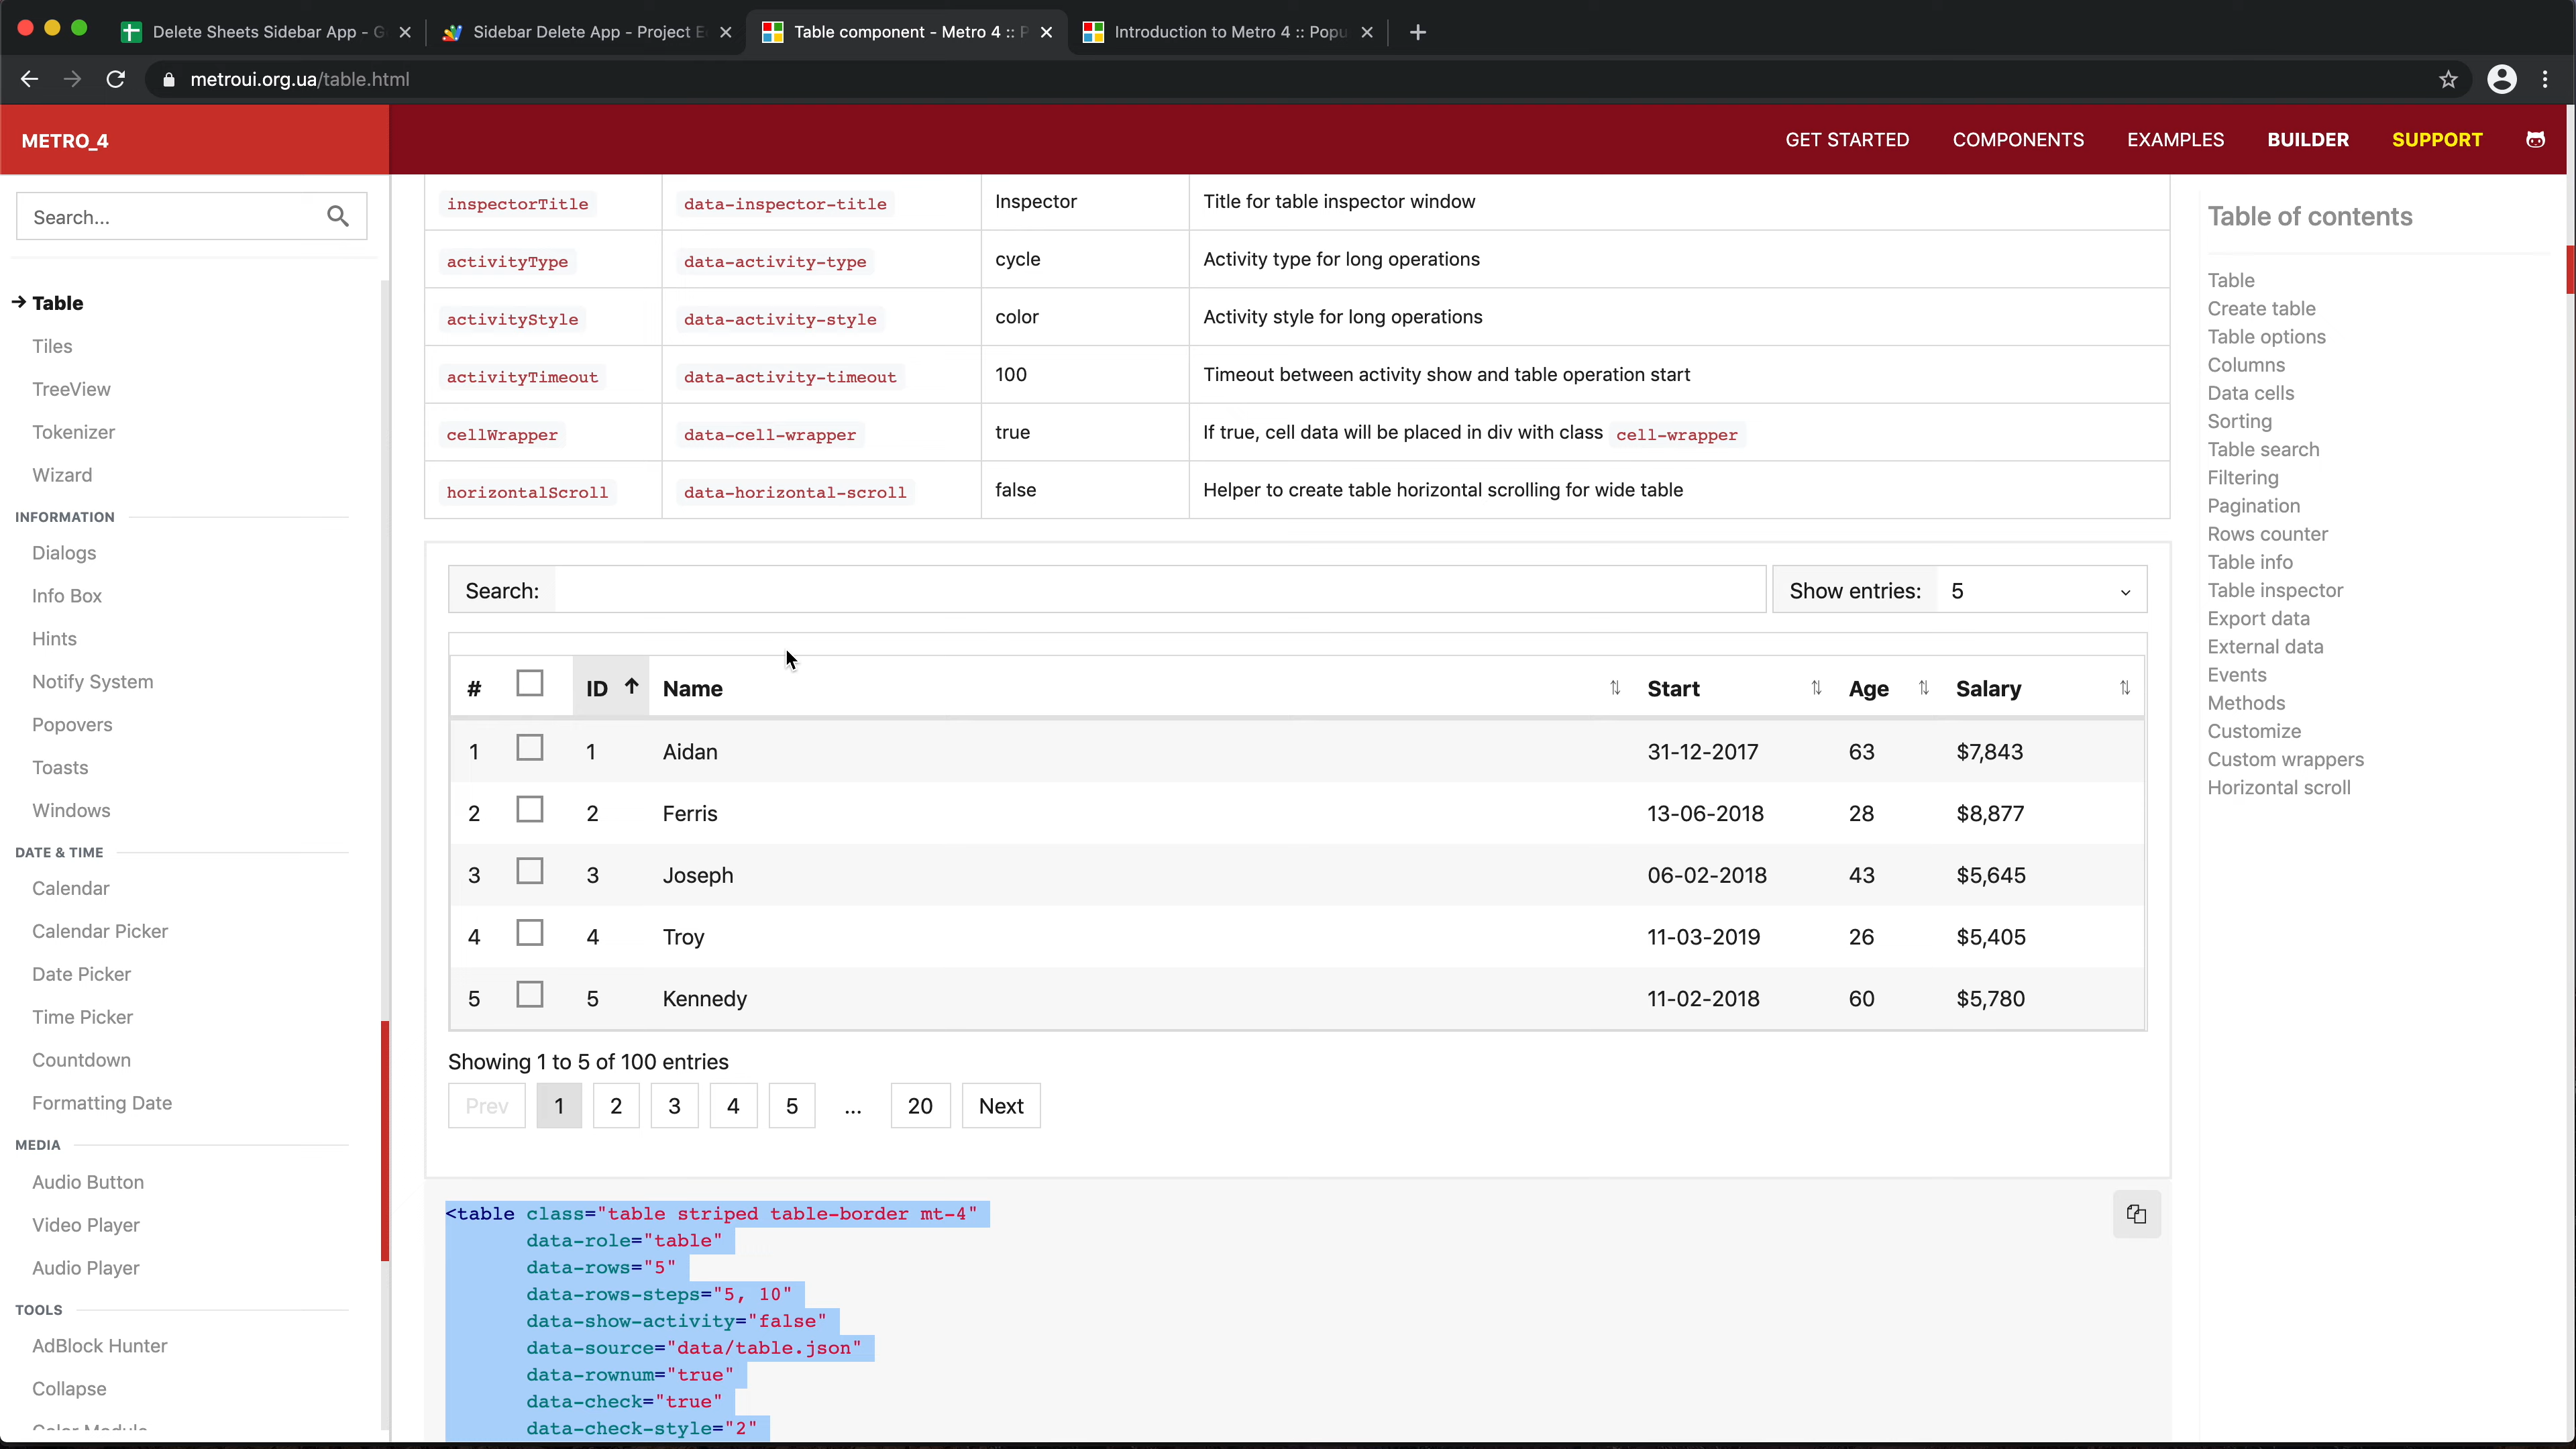 Delete Sheets Sidebar App - G
Sidebar Delete App - Project E
Table component - Metro 4 :: P
Introduction to Metro 4 :: Popu
metroui.org.ua/table.html
METRO_4
GET STARTED
COMPONENTS
EXAMPLES
BUILDER
SUPPORT
Search...
→ Table
Tiles
TreeView
Tokenizer
Wizard
INFORMATION
Dialogs
Info Box
Hints
Notify System
Popovers
Toasts
Windows
DATE & TIME
Calendar
Calendar Picker
Date Picker
Time Picker
Countdown
Formatting Date
MEDIA
Audio Button
Video Player
Audio Player
TOOLS
AdBlock Hunter
Collapse
inspectorTitle data-inspector-title Inspector Title for table inspector window
activityType data-activity-type cycle Activity type for long operations
activityStyle data-activity-style color Activity style for long operations
activityTimeout data-activity-timeout 100 Timeout between activity show and table operation start
cellWrapper data-cell-wrapper true If true, cell data will be placed in div with class cell-wrapper
horizontalScroll data-horizontal-scroll false Helper to create table horizontal scrolling for wide table
Search:
Show entries: 5
# ID Name Start Age Salary
1 1 Aidan 31-12-2017 63 $7,843
2 2 Ferris 13-06-2018 28 $8,877
3 3 Joseph 06-02-2018 43 $5,645
4 4 Troy 11-03-2019 26 $5,405
5 5 Kennedy 11-02-2018 60 $5,780
Showing 1 to 5 of 100 entries
Prev 1 2 3 4 5 ... 20 Next
<table class="table striped table-border mt-4"
data-role="table"
data-rows="5"
data-rows-steps="5, 10"
data-show-activity="false"
data-source="data/table.json"
data-rownum="true"
data-check="true"
data-check-style="2"
Table of contents
Table
Create table
Table options
Columns
Data cells
Sorting
Table search
Filtering
Pagination
Rows counter
Table info
Table inspector
Export data
External data
Events
Methods
Customize
Custom wrappers
Horizontal scroll